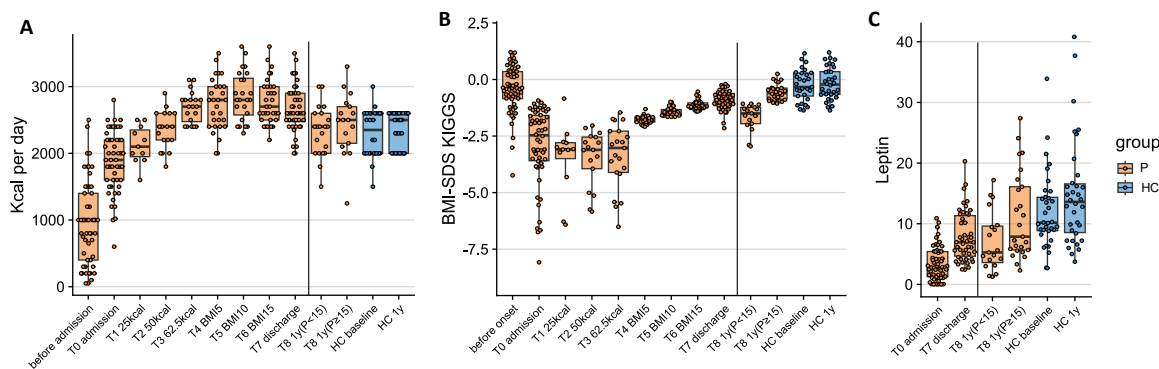 A
Kcal per day
3000
2000
1000
0
before admission
T0 admission
T1 25kcal
T2 50kcal
T3 62.5kcal
T4 BMI5
T5 BMI10
T6 BMI15
T7 discharge
T8 1y(P<15)
T8 1y(P≥15)
HC baseline
HC 1y
B
BMI-SDS KIGGS
2.5
0.0
-2.5
-5.0
-7.5
before onset
T0 admission
T1 25kcal
T2 50kcal
T3 62.5kcal
T4 BMI5
T5 BMI10
T6 BMI15
T7 discharge
T8 1y(P<15)
T8 1y(P≥15)
HC baseline
HC 1y
C
Leptin
40
30
20
10
0
T0 admission
T7 discharge
T8 1y(P<15)
T8 1y(P≥15)
HC baseline
HC 1y
group
P
HC